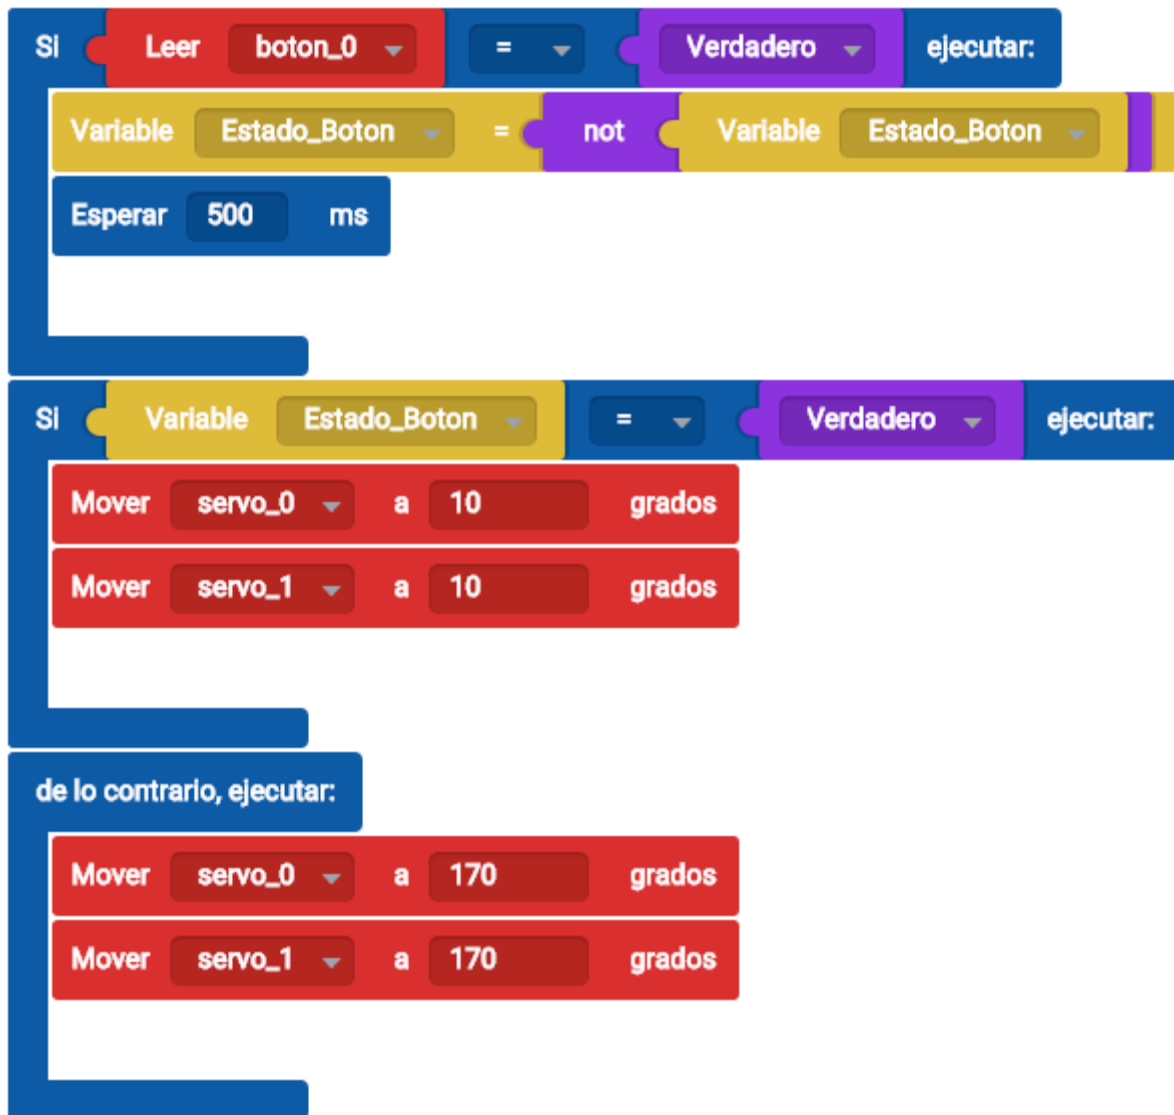 Si Leer boton_0 = Verdadero ejecutar:
Variable Estado_Boton = not Variable Estado_Boton
Esperar 500 ms
Si Variable Estado_Boton = Verdadero ejecutar:
Mover servo_0 a 10 grados
Mover servo_1 a 10 grados
de lo contrario, ejecutar:
Mover servo_0 a 170 grados
Mover servo_1 a 170 grados